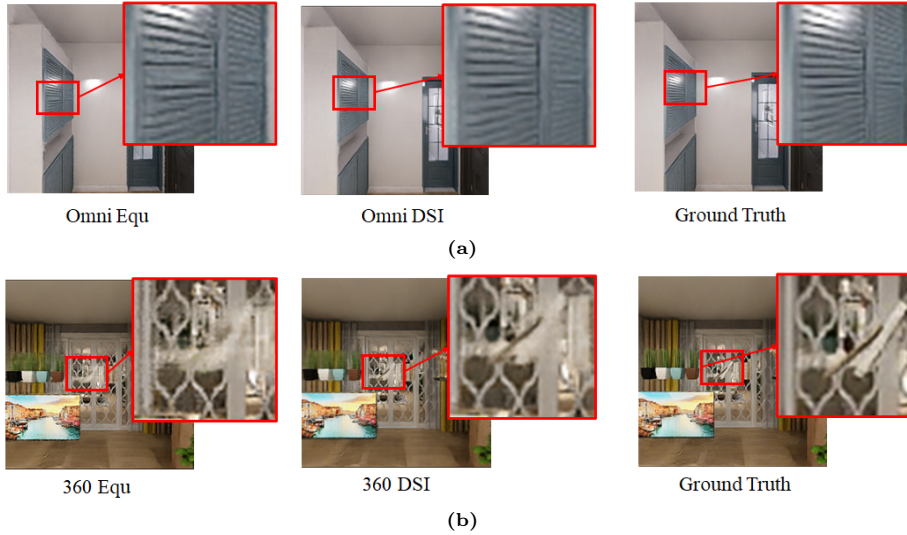 Omni Equ Omni DSI Ground Truth
(a)
360 Equ 360 DSI Ground Truth
(b)